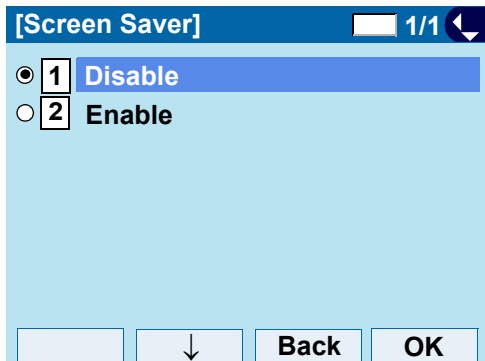 [Screen Saver] 1/1
1 Disable
2 Enable
↓ Back OK